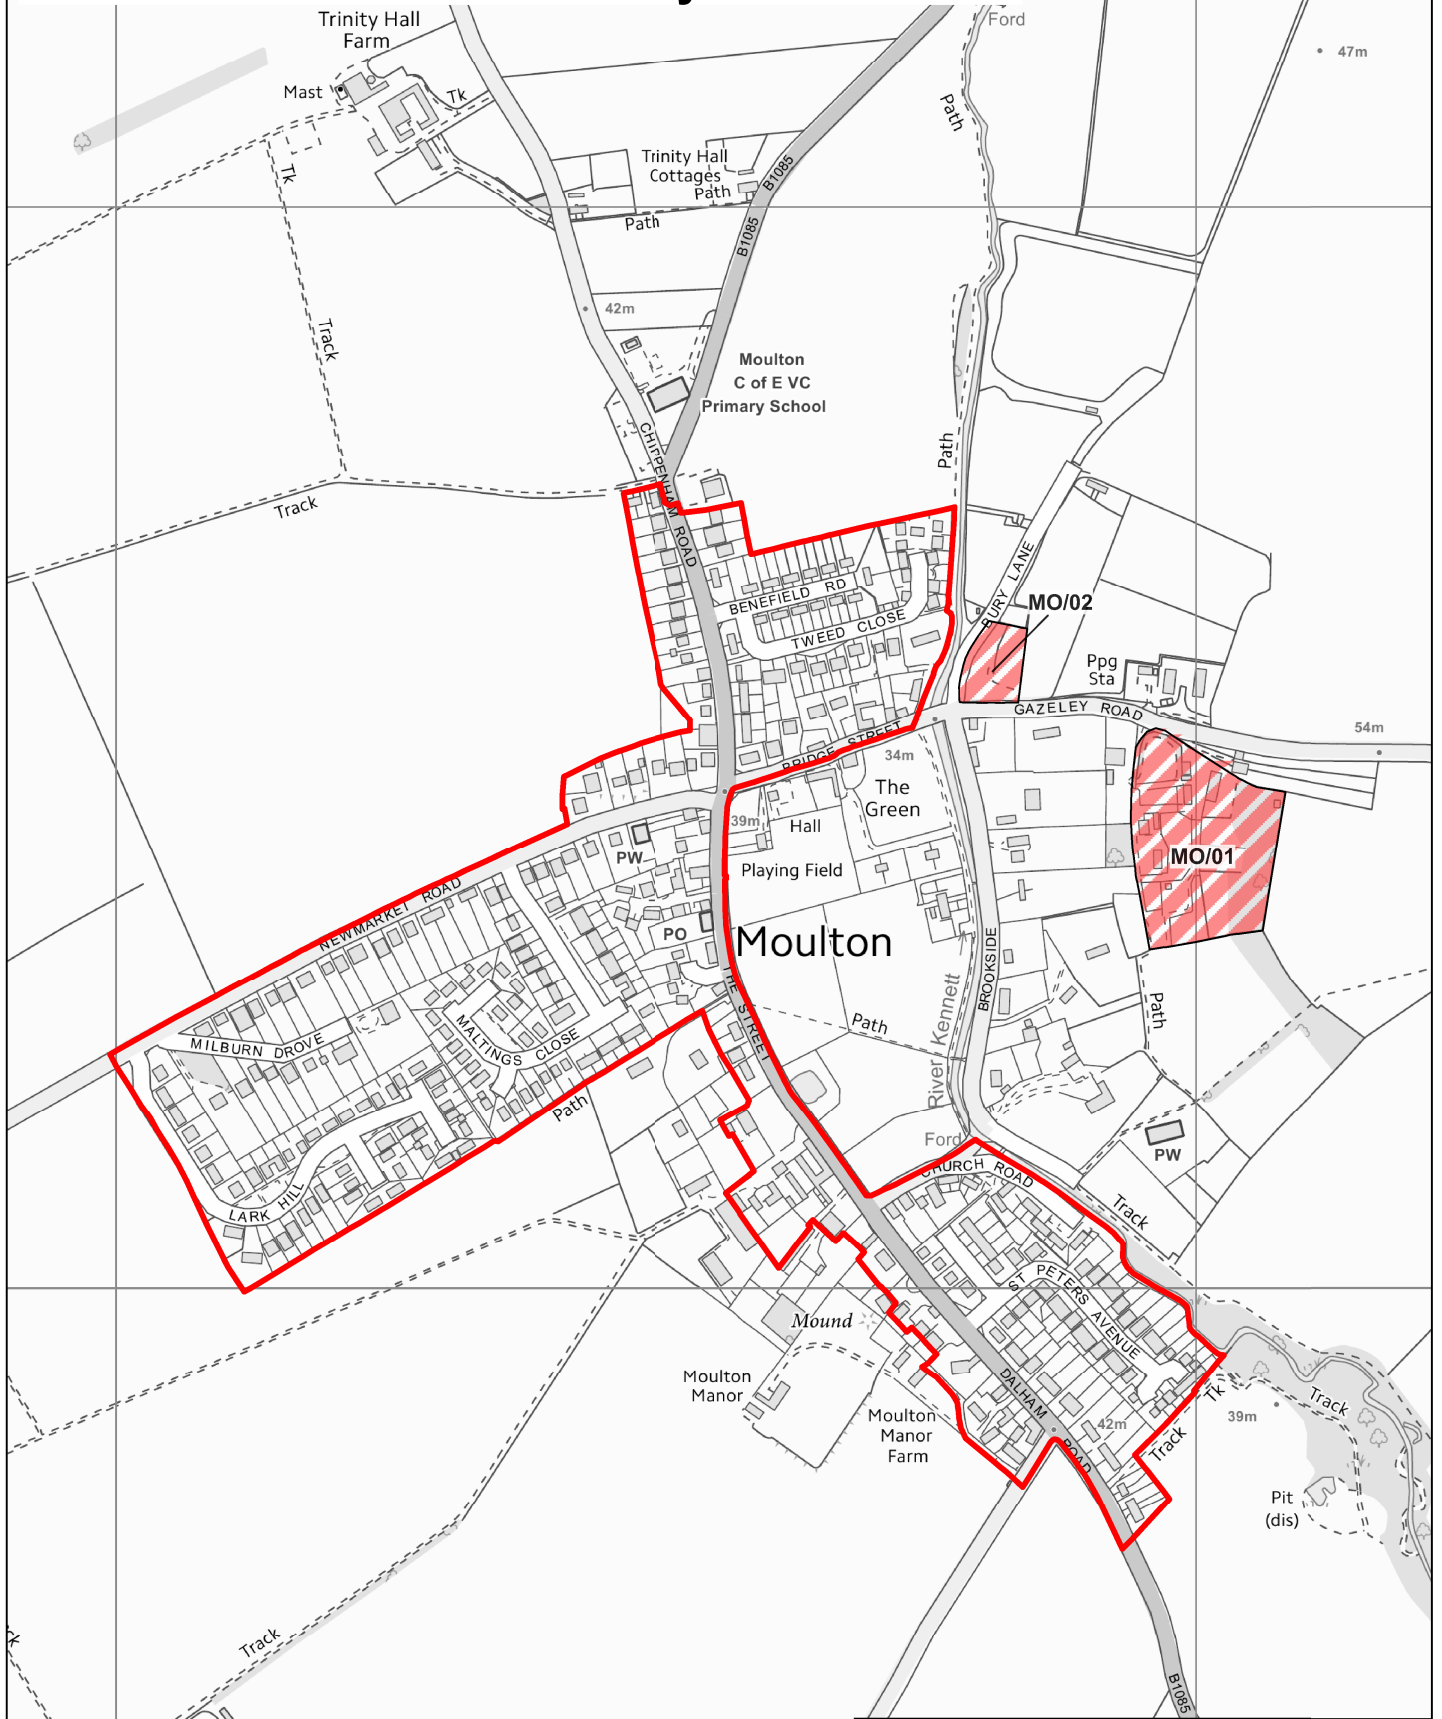 Trinity Hall
Farm
Mast
Tk
Tk
Ford
47m
Path
Trinity Hall
Cottages
Path
B1085
Path
B1085
Track
42m
Moulton
C of E VC
Primary School
CHIPPENHAM ROAD
Path
Track
BURY LANE
MO/02
BENEFIELD RD
TWEED CLOSE
Ppg
Sta
GAZELEY ROAD
54m
BRIDGE STREET
34m
The
Green
39m
Hall
PW
Playing Field
MO/01
NEWMARKET ROAD
PO
Moulton
THE STREET
BROOKSIDE
River Kennett
Path
Path
MILBURN DROVE
MALTINGS CLOSE
Path
Ford
PW
CHURCH ROAD
Track
LARK HILL
ST PETERS AVENUE
Mound
Moulton
Manor
Moulton
Manor
Farm
DALHAM ROAD
42m
Tk
Track
39m
Track
Pit
(dis)
Track
B1085